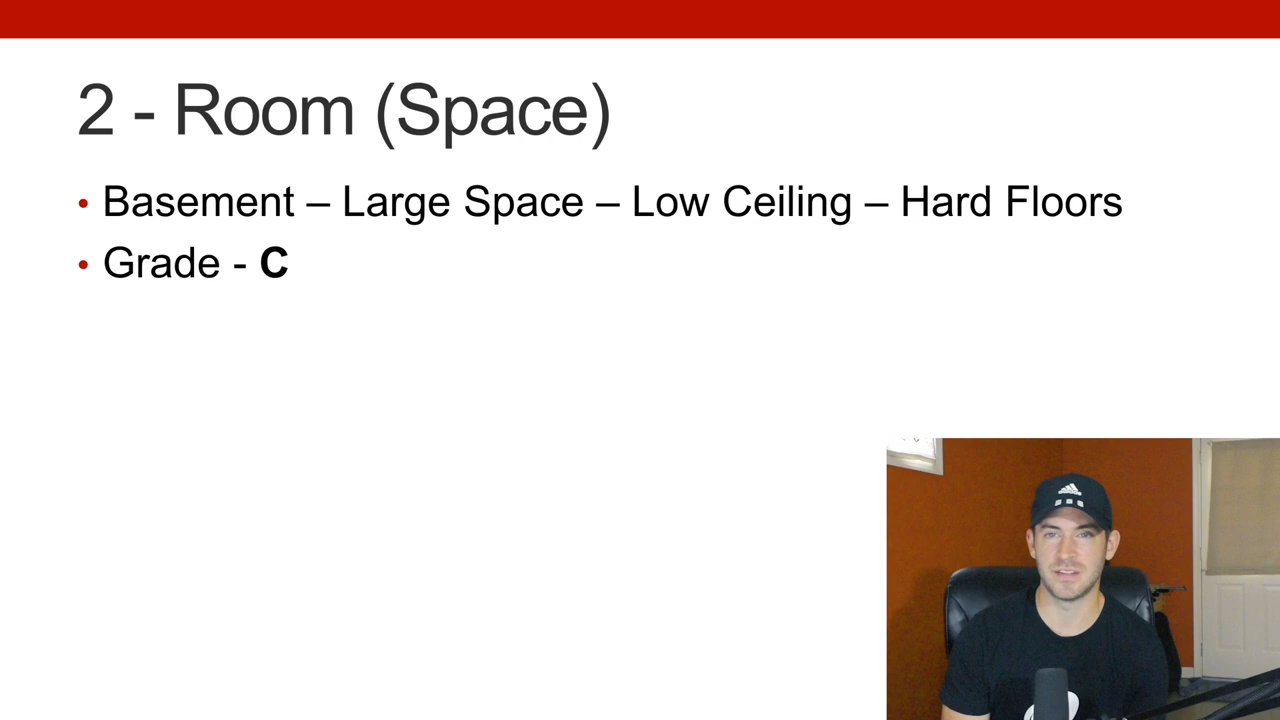 2 - Room (Space)
• Basement – Large Space – Low Ceiling – Hard Floors
• Grade - C